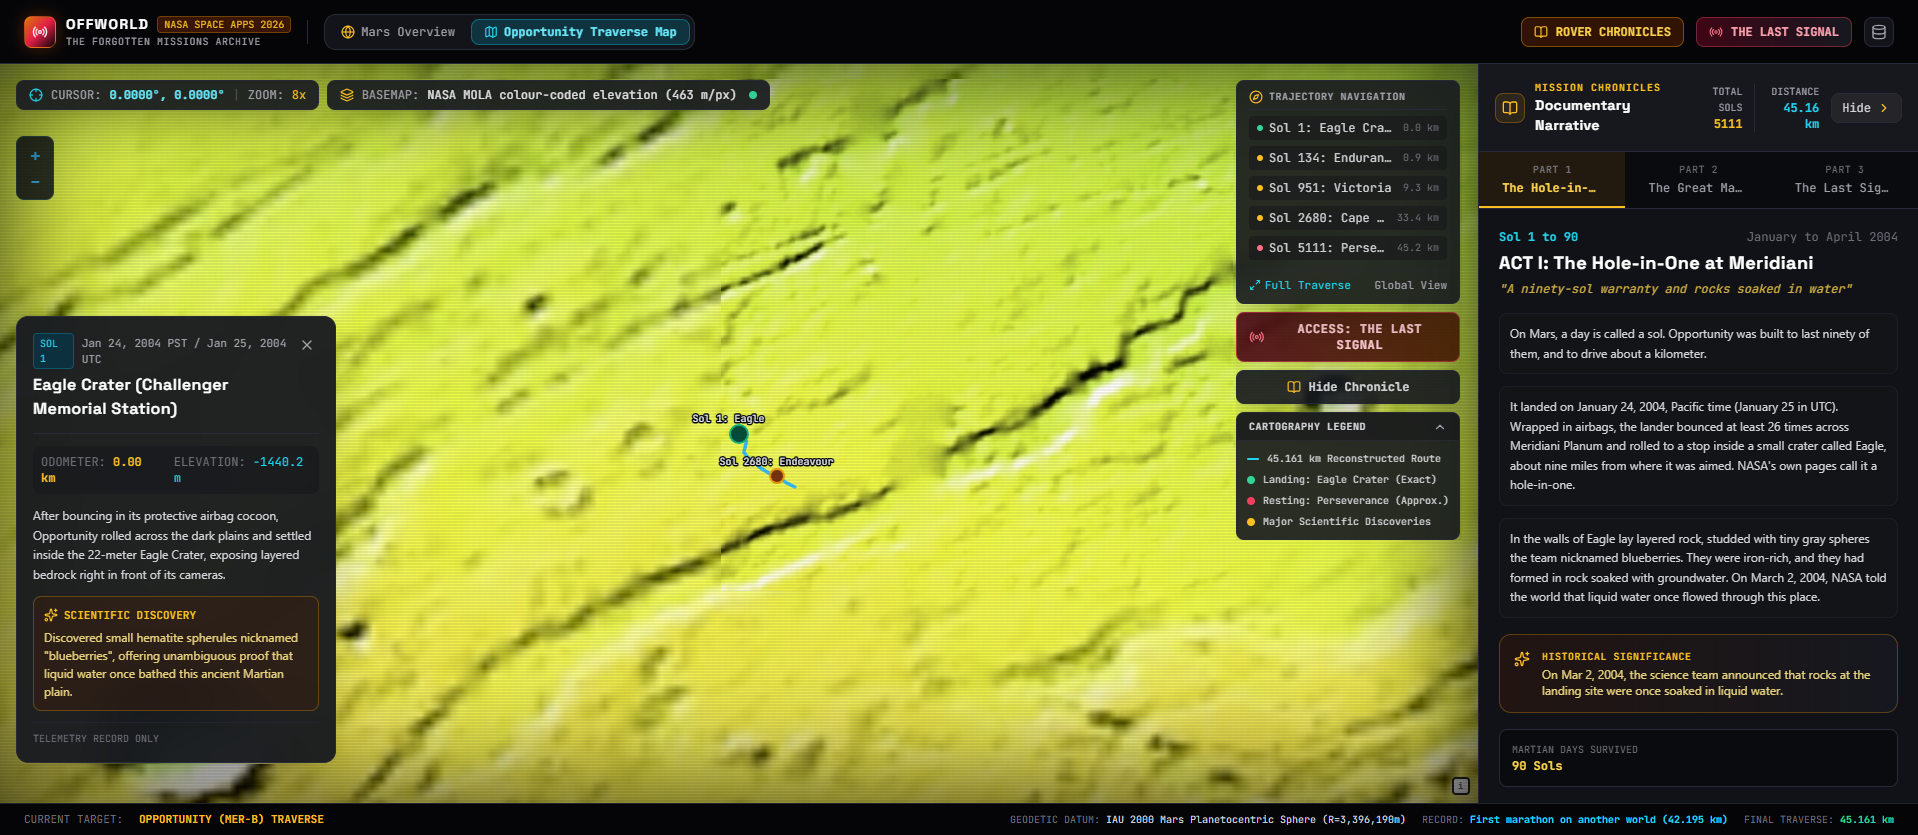 OFFWORLD NASA SPACE APPS 2026
THE FORGOTTEN MISSIONS ARCHIVE
Mars Overview
Opportunity Traverse Map
ROVER CHRONICLES
THE LAST SIGNAL
CURSOR: 0.0000°, 0.0000° | ZOOM: 8x
BASEMAP: NASA MOLA colour-coded elevation (463 m/px)
+
−
SOL 1
Jan 24, 2004 PST / Jan 25, 2004
UTC
Eagle Crater (Challenger
Memorial Station)
ODOMETER: 0.00
km
ELEVATION: -1440.2
m
After bouncing in its protective airbag cocoon,
Opportunity rolled across the dark plains and settled
inside the 22-meter Eagle Crater, exposing layered
bedrock right in front of its cameras.
SCIENTIFIC DISCOVERY
Discovered small hematite spherules nicknamed
"blueberries", offering unambiguous proof that
liquid water once bathed this ancient Martian
plain.
TELEMETRY RECORD ONLY
Sol 1: Eagle
Sol 2680: Endeavour
TRAJECTORY NAVIGATION
Sol 1: Eagle Cra… 0.0 km
Sol 134: Enduran… 0.9 km
Sol 951: Victoria 9.3 km
Sol 2680: Cape … 33.4 km
Sol 5111: Perse… 45.2 km
Full Traverse
Global View
ACCESS: THE LAST
SIGNAL
Hide Chronicle
CARTOGRAPHY LEGEND
45.161 km Reconstructed Route
Landing: Eagle Crater (Exact)
Resting: Perseverance (Approx.)
Major Scientific Discoveries
i
MISSION CHRONICLES
Documentary
Narrative
TOTAL
SOLS
5111
DISTANCE
45.16
km
Hide
PART 1
The Hole-in-…
PART 2
The Great Ma…
PART 3
The Last Sig…
Sol 1 to 90
January to April 2004
ACT I: The Hole-in-One at Meridiani
"A ninety-sol warranty and rocks soaked in water"
On Mars, a day is called a sol. Opportunity was built to last ninety of
them, and to drive about a kilometer.
It landed on January 24, 2004, Pacific time (January 25 in UTC).
Wrapped in airbags, the lander bounced at least 26 times across
Meridiani Planum and rolled to a stop inside a small crater called Eagle,
about nine miles from where it was aimed. NASA's own pages call it a
hole-in-one.
In the walls of Eagle lay layered rock, studded with tiny gray spheres
the team nicknamed blueberries. They were iron-rich, and they had
formed in rock soaked with groundwater. On March 2, 2004, NASA told
the world that liquid water once flowed through this place.
HISTORICAL SIGNIFICANCE
On Mar 2, 2004, the science team announced that rocks at the
landing site were once soaked in liquid water.
MARTIAN DAYS SURVIVED
90 Sols
CURRENT TARGET: OPPORTUNITY (MER-B) TRAVERSE
GEODETIC DATUM: IAU 2000 Mars Planetocentric Sphere (R=3,396,190m)
RECORD: First marathon on another world (42.195 km)
FINAL TRAVERSE: 45.161 km